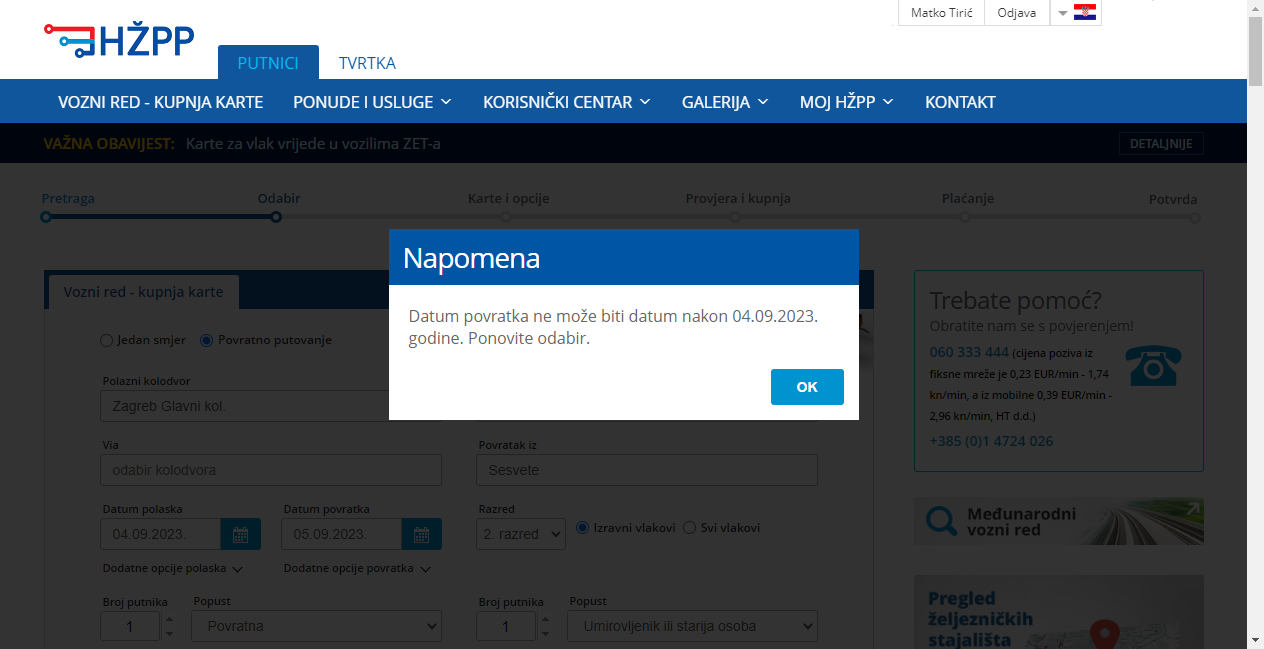 Matko Tirić
Odjava
HŽPP
PUTNICI
TVRTKA
VOZNI RED - KUPNJA KARTE
PONUDE I USLUGE
KORISNIČKI CENTAR
GALERIJA
MOJ HŽPP
KONTAKT
VAŽNA OBAVIJEST: Karte za vlak vrijede u vozilima ZET-a
DETALJNIJE
Pretraga
Odabir
Karte i opcije
Provjera i kupnja
Plaćanje
Potvrda
Napomena
Datum povratka ne može biti datum nakon 04.09.2023.
godine. Ponovite odabir.
OK
Vozni red - kupnja karte
Jedan smjer
Povratno putovanje
Polazni kolodvor
Zagreb Glavni kol.
Via
odabir kolodvora
Povratak iz
Sesvete
Datum polaska
04.09.2023.
Datum povratka
05.09.2023.
Razred
2. razred
Izravni vlakovi
Svi vlakovi
Dodatne opcije polaska
Dodatne opcije povratka
Broj putnika
1
Popust
Povratna
Broj putnika
1
Popust
Umirovljenik ili starija osoba
Trebate pomoć?
Obratite nam se s povjerenjem!
060 333 444 (cijena poziva iz
fiksne mreže je 0,23 EUR/min - 1,74
kn/min, a iz mobilne 0,39 EUR/min -
2,96 kn/min, HT d.d.)
+385 (0)1 4724 026
Međunarodni
vozni red
Pregled
željezničkih
stajališta